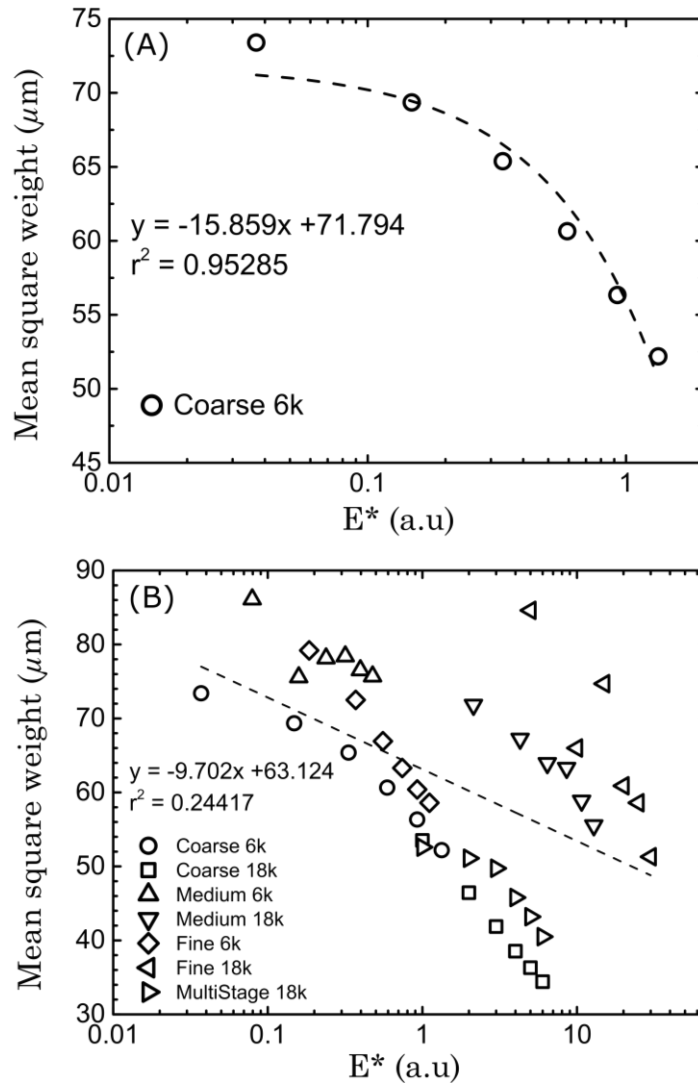 (A)
75
70
65
60
55
50
45
Mean square weight (μm)
y = -15.859x +71.794
r² = 0.95285
Coarse 6k
0.01
0.1
1
E* (a.u)
(B)
90
80
70
60
50
40
30
Mean square weight (μm)
y = -9.702x +63.124
r² = 0.24417
Coarse 6k
Coarse 18k
Medium 6k
Medium 18k
Fine 6k
Fine 18k
MultiStage 18k
0.01
0.1
1
10
E* (a.u)